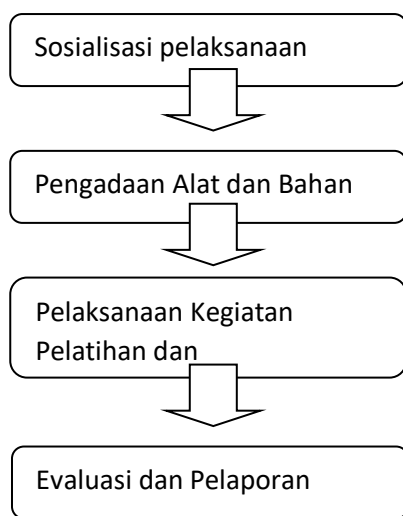 Sosialisasi pelaksanaan
Pengadaan Alat dan Bahan
Pelaksanaan Kegiatan
Pelatihan dan
Evaluasi dan Pelaporan